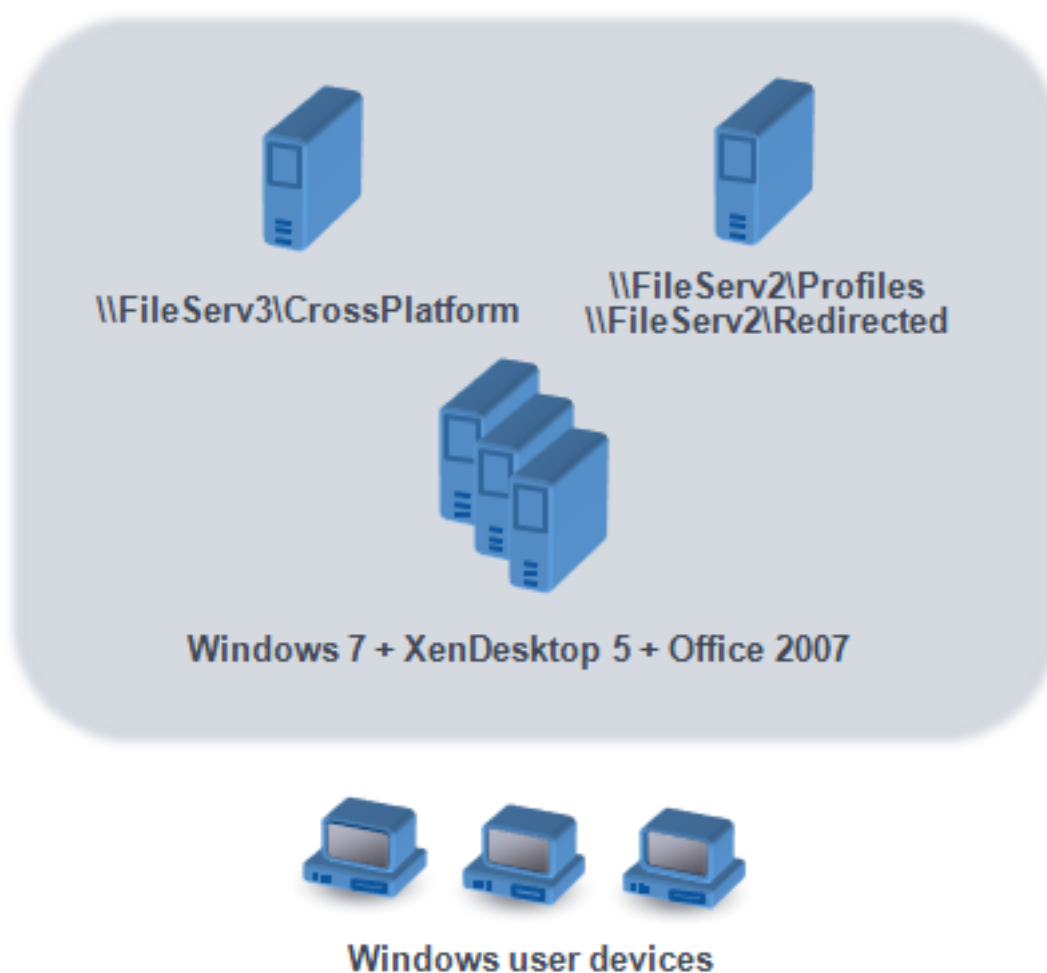 \\FileServ3\CrossPlatform
\\FileServ2\Profiles
\\FileServ2\Redirected
Windows 7 + XenDesktop 5 + Office 2007
Windows user devices